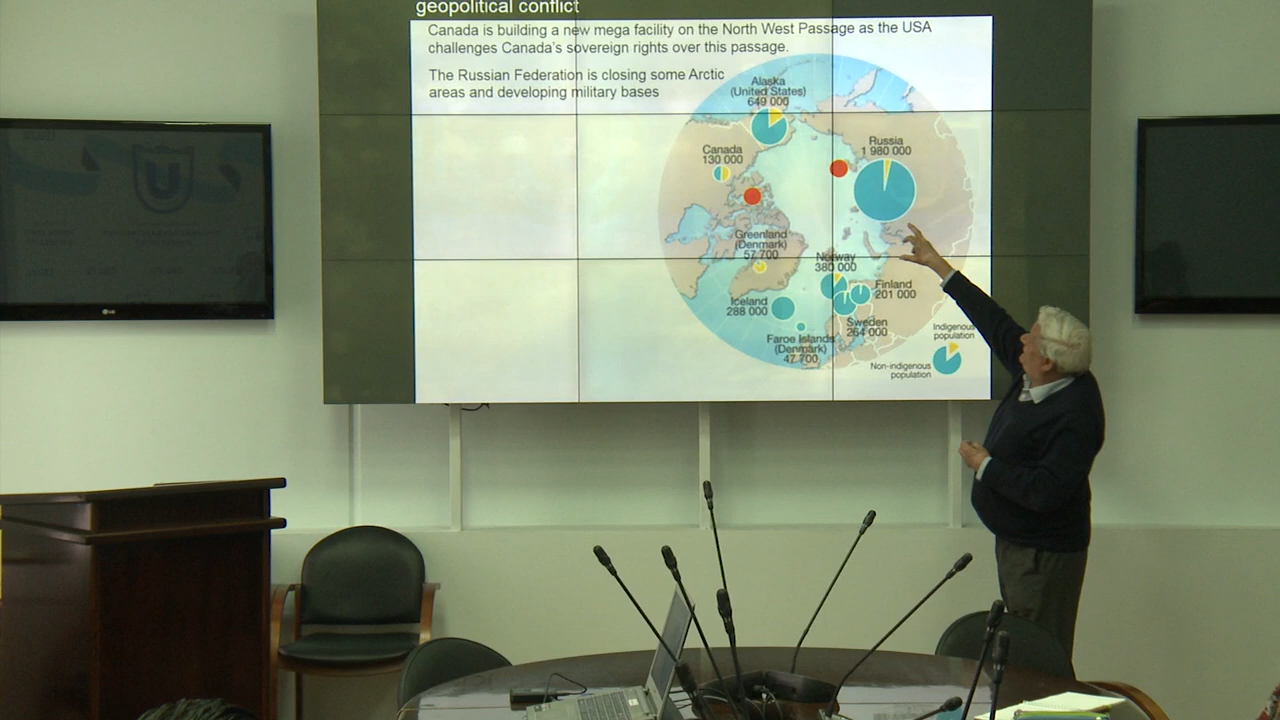 geopolitical conflict
Canada is building a new mega facility on the North West Passage as the USA
challenges Canada's sovereign rights over this passage.
The Russian Federation is closing some Arctic
areas and developing military bases
Alaska
(United States)
649 000
Russia
1 980 000
Canada
130 000
Greenland
(Denmark)
57 700
Norway
380 000
Finland
201 000
Iceland
288 000
Sweden
264 000
Faroe Islands
(Denmark)
47 700
Indigenous
population
Non-indigenous
population
U
LG